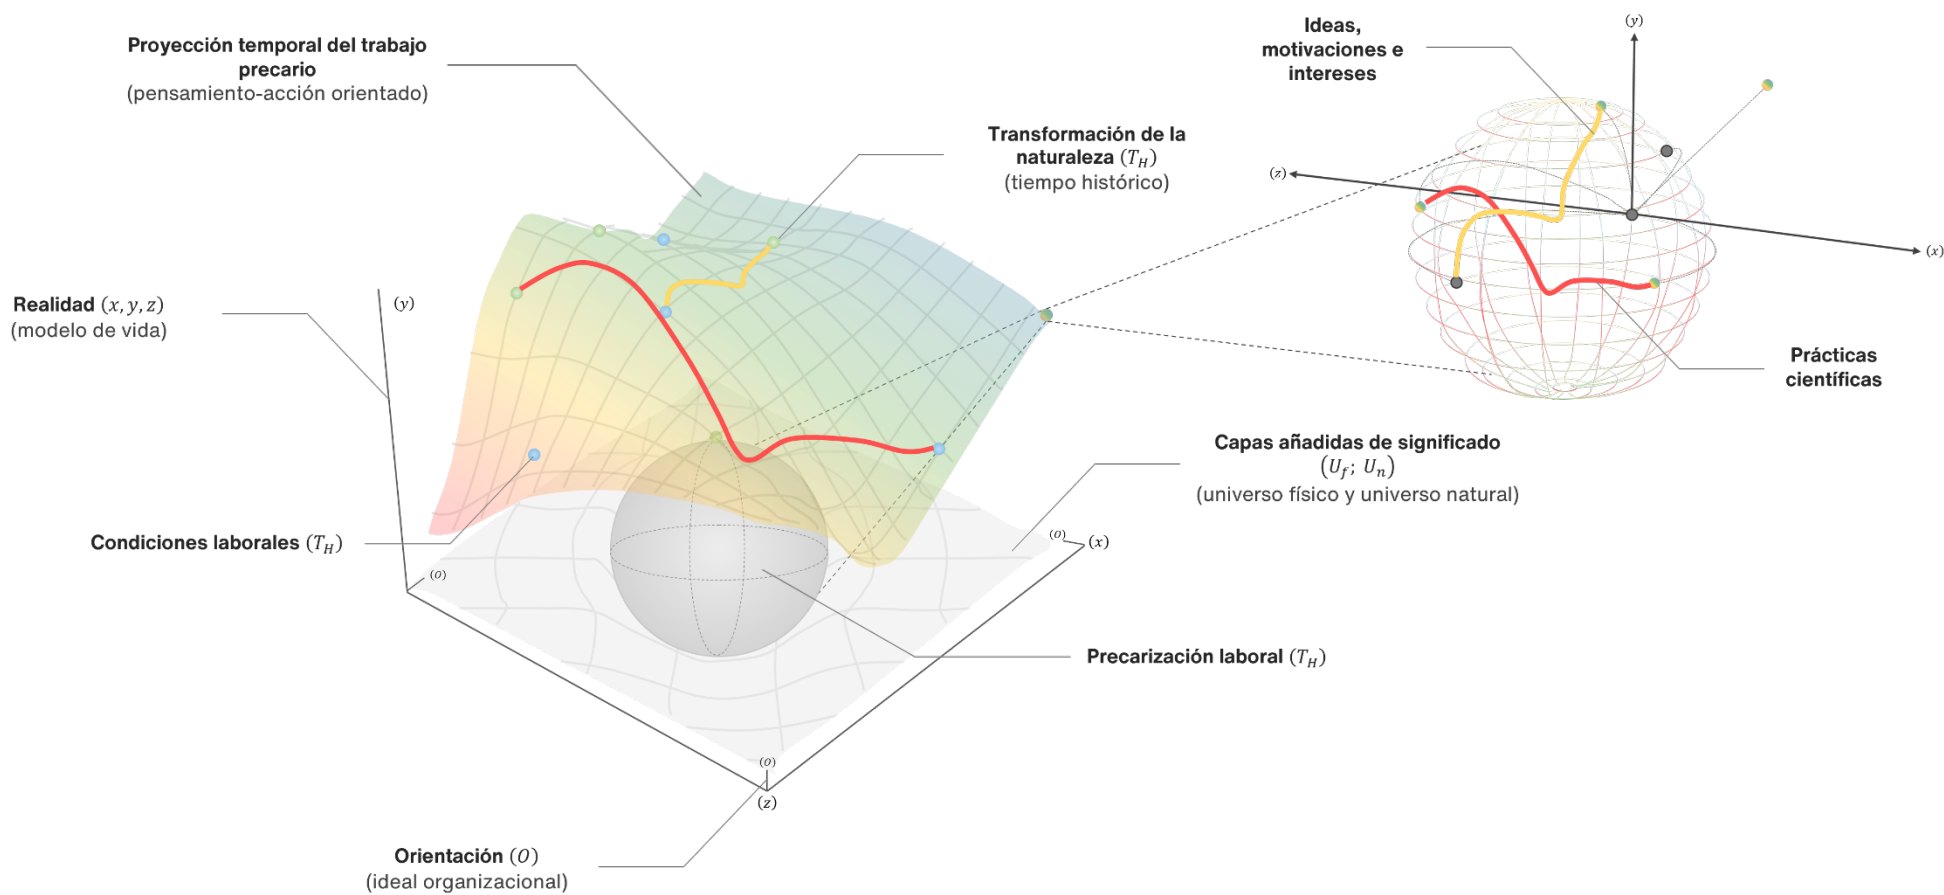 Proyección temporal del trabajo
precario
(pensamiento-acción orientado)
Ideas,
motivaciones e
intereses
(y)
Transformación de la
naturaleza (T_H)
(tiempo histórico)
(z)
(x)
Realidad (x, y, z)
(modelo de vida)
(y)
Prácticas
científicas
Capas añadidas de significado
(U_f; U_n)
(universo físico y universo natural)
Condiciones laborales (T_H)
(O)
(x)
(O)
Precarización laboral (T_H)
(O)
(z)
Orientación (O)
(ideal organizacional)